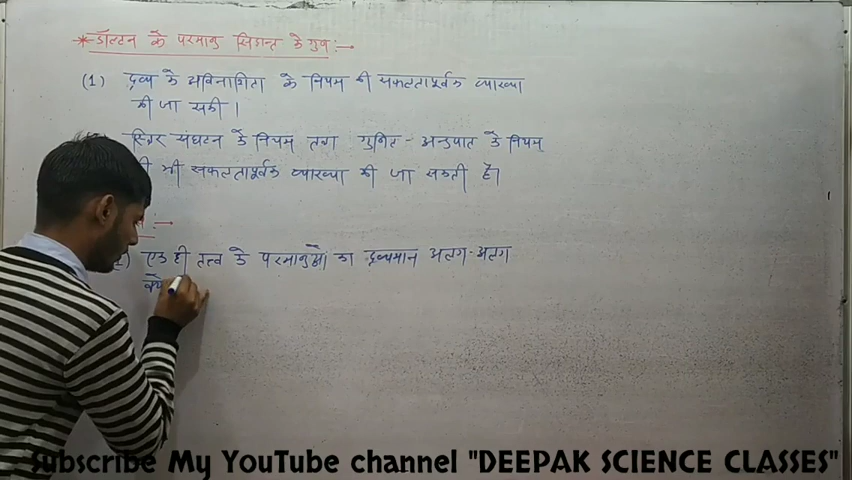 * डॉल्टन के परमाणु सिद्धान्त के गुण :→
(1) द्रव्य के अविनाशिता के नियम की सफलतापूर्वक व्याख्या
की जा सकी ।
स्थिर संघटन के नियम तथा गुणित - अनुपात के नियम
भी सफलतापूर्वक व्याख्या की जा सकती है।
:→
एक ही तत्व के परमाणुओं का द्रव्यमान अलग-अलग
Subscribe My YouTube channel "DEEPAK SCIENCE CLASSES"